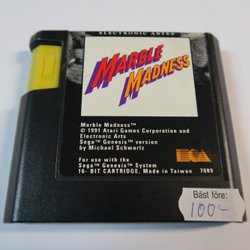 ELECTRONIC ARTS
MARBLE
MADNESS
Marble Madness™
© 1991 Atari Games Corporation and
Electronic Arts
Sega™ Genesis™ version
by Michael Schwartz
For use with the
Sega™ Genesis™ System
16- BIT CARTRIDGE, Made in Taiwan 7089
Bäst före:
100:-